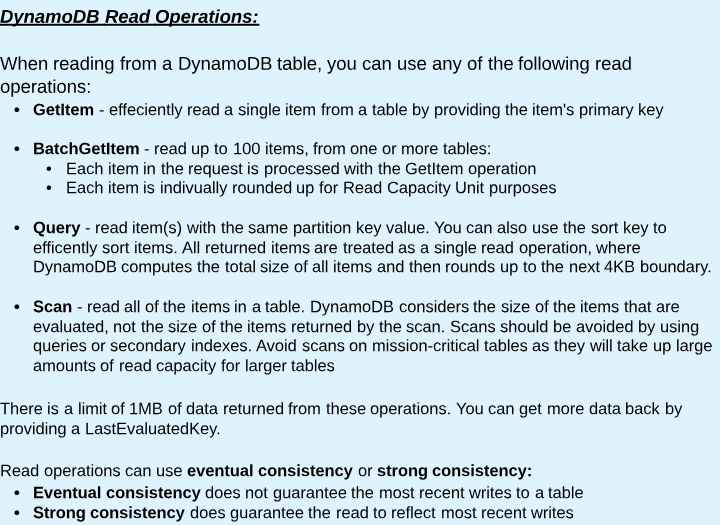 DynamoDB Read Operations:
When reading from a DynamoDB table, you can use any of the following read
operations:
• GetItem - effeciently read a single item from a table by providing the item's primary key
• BatchGetItem - read up to 100 items, from one or more tables:
• Each item in the request is processed with the GetItem operation
• Each item is indivually rounded up for Read Capacity Unit purposes
• Query - read item(s) with the same partition key value. You can also use the sort key to
efficently sort items. All returned items are treated as a single read operation, where
DynamoDB computes the total size of all items and then rounds up to the next 4KB boundary.
• Scan - read all of the items in a table. DynamoDB considers the size of the items that are
evaluated, not the size of the items returned by the scan. Scans should be avoided by using
queries or secondary indexes. Avoid scans on mission-critical tables as they will take up large
amounts of read capacity for larger tables
There is a limit of 1MB of data returned from these operations. You can get more data back by
providing a LastEvaluatedKey.
Read operations can use eventual consistency or strong consistency:
• Eventual consistency does not guarantee the most recent writes to a table
• Strong consistency does guarantee the read to reflect most recent writes